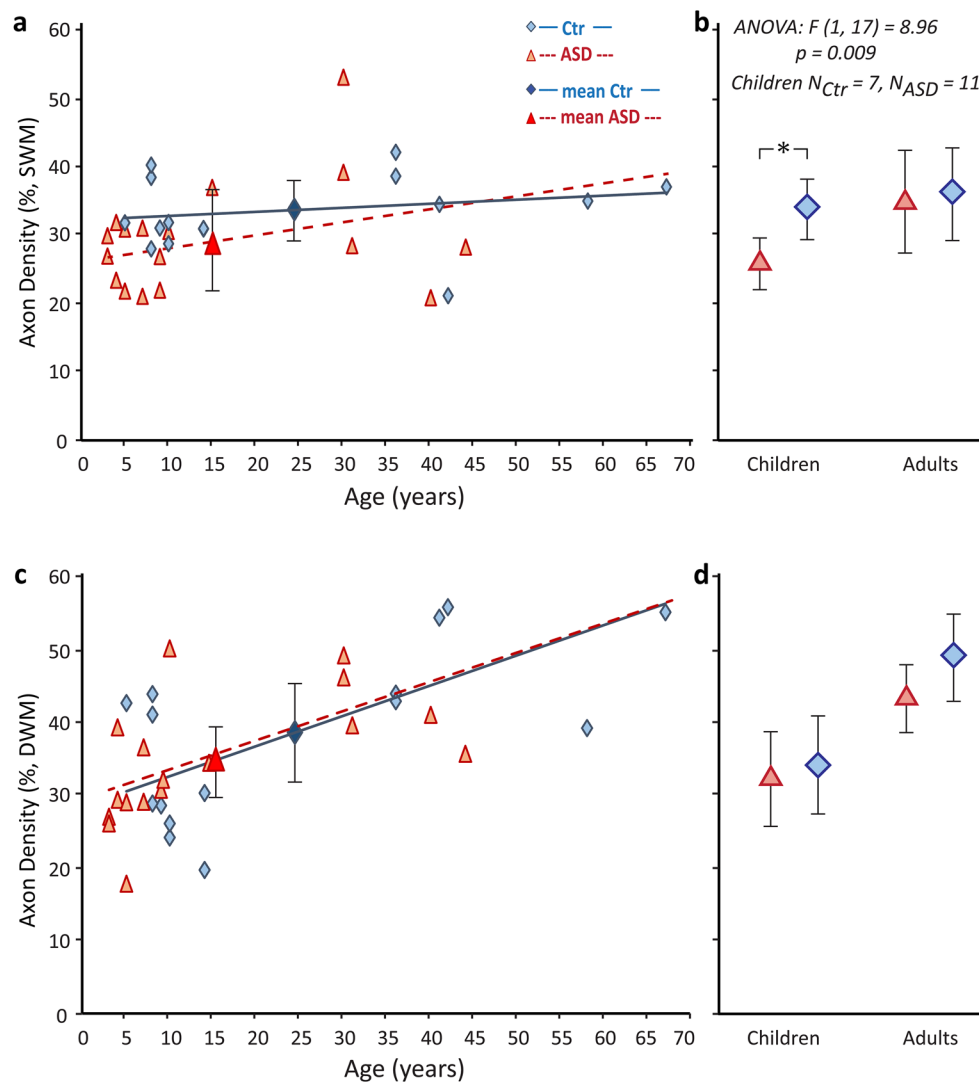 a
60
50
40
30
20
10
0
Axon Density (%, SWM)
0 5 10 15 20 25 30 35 40 45 50 55 60 65 70
Age (years)
Ctr
ASD
mean Ctr
mean ASD
b
ANOVA: F (1, 17) = 8.96
p = 0.009
Children N_Ctr = 7, N_ASD = 11
*
Children Adults
c
60
50
40
30
20
10
0
Axon Density (%, DWM)
0 5 10 15 20 25 30 35 40 45 50 55 60 65 70
Age (years)
d
Children Adults